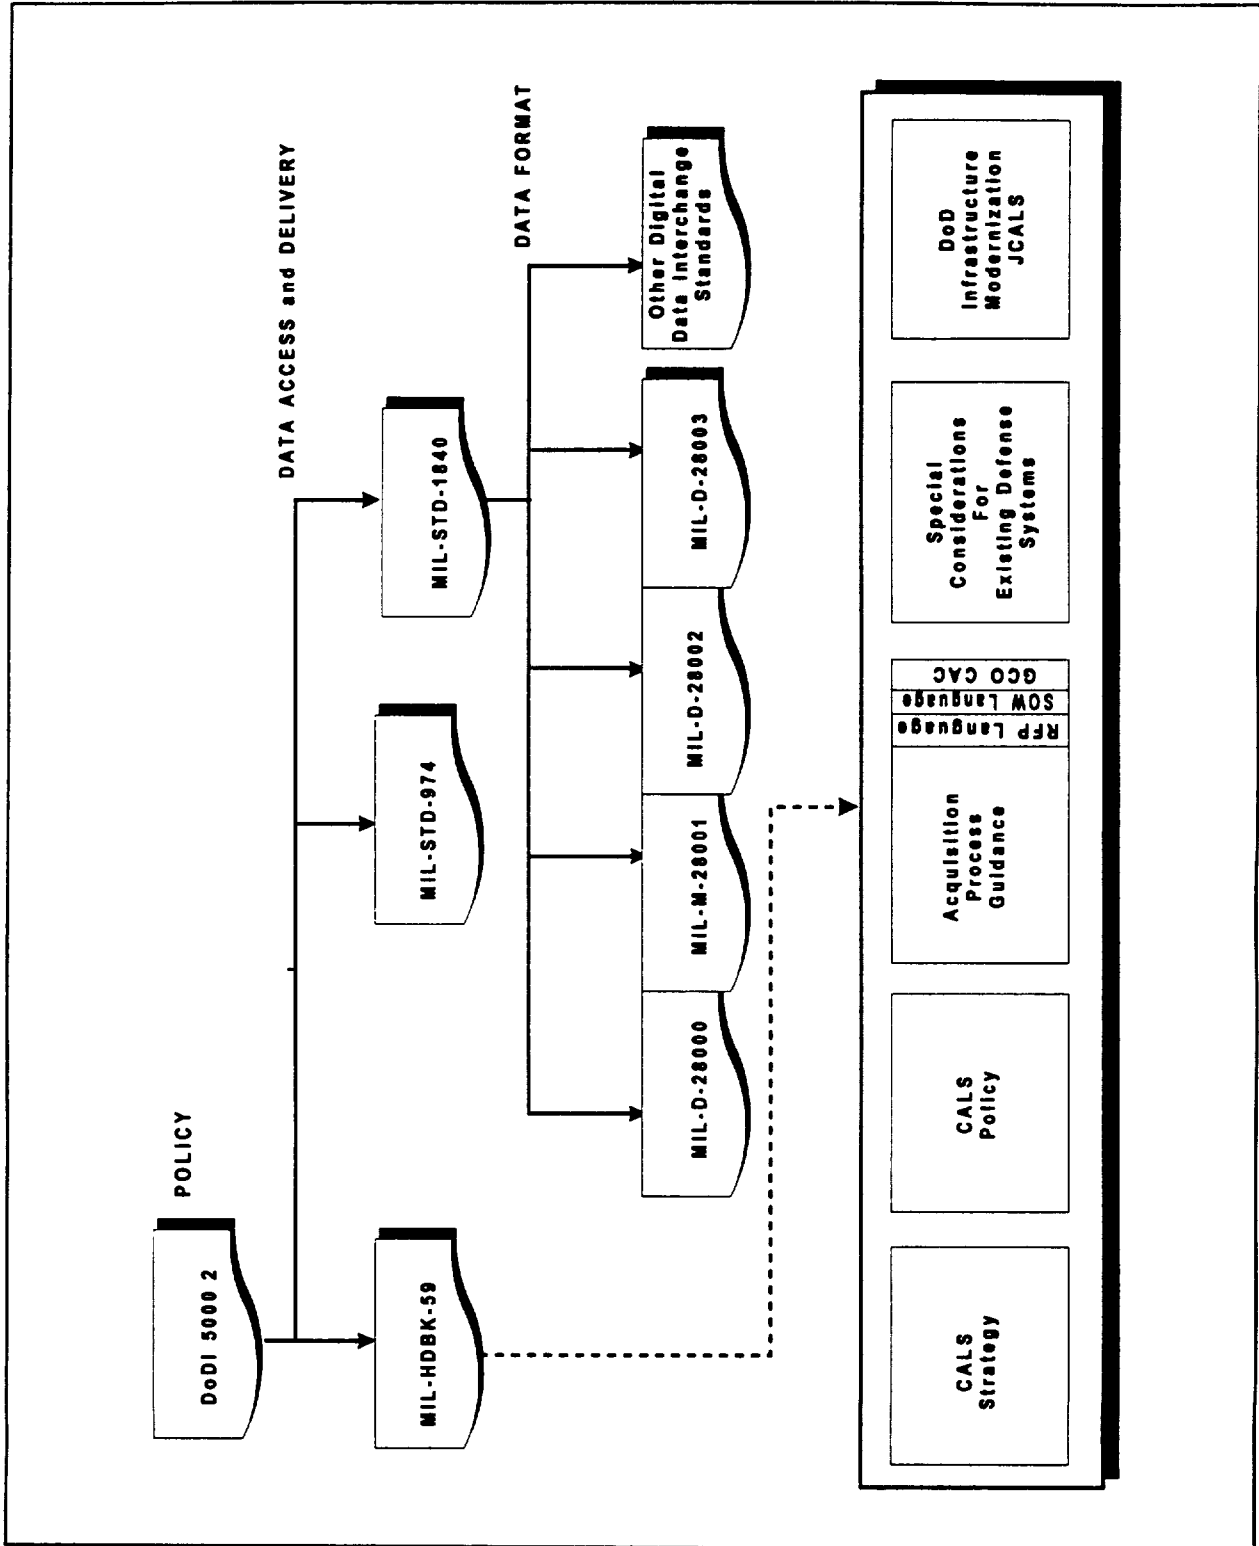 POLICY
DoDI 5000 2
DATA ACCESS and DELIVERY
MIL-HDBK-59
MIL-STD-974
MIL-STD-1840
DATA FORMAT
MIL-D-28000
MIL-M-28001
MIL-D-28002
MIL-D-28003
Other Digital
Data Interchange
Standards
CALS
Strategy
CALS
Policy
Acquisition
Process
Guidance
RFP Language
SOW Language
GCO CAC
Special
Considerations
For
Existing Defense
Systems
DoD
Infrastructure
Modernization
JCALS